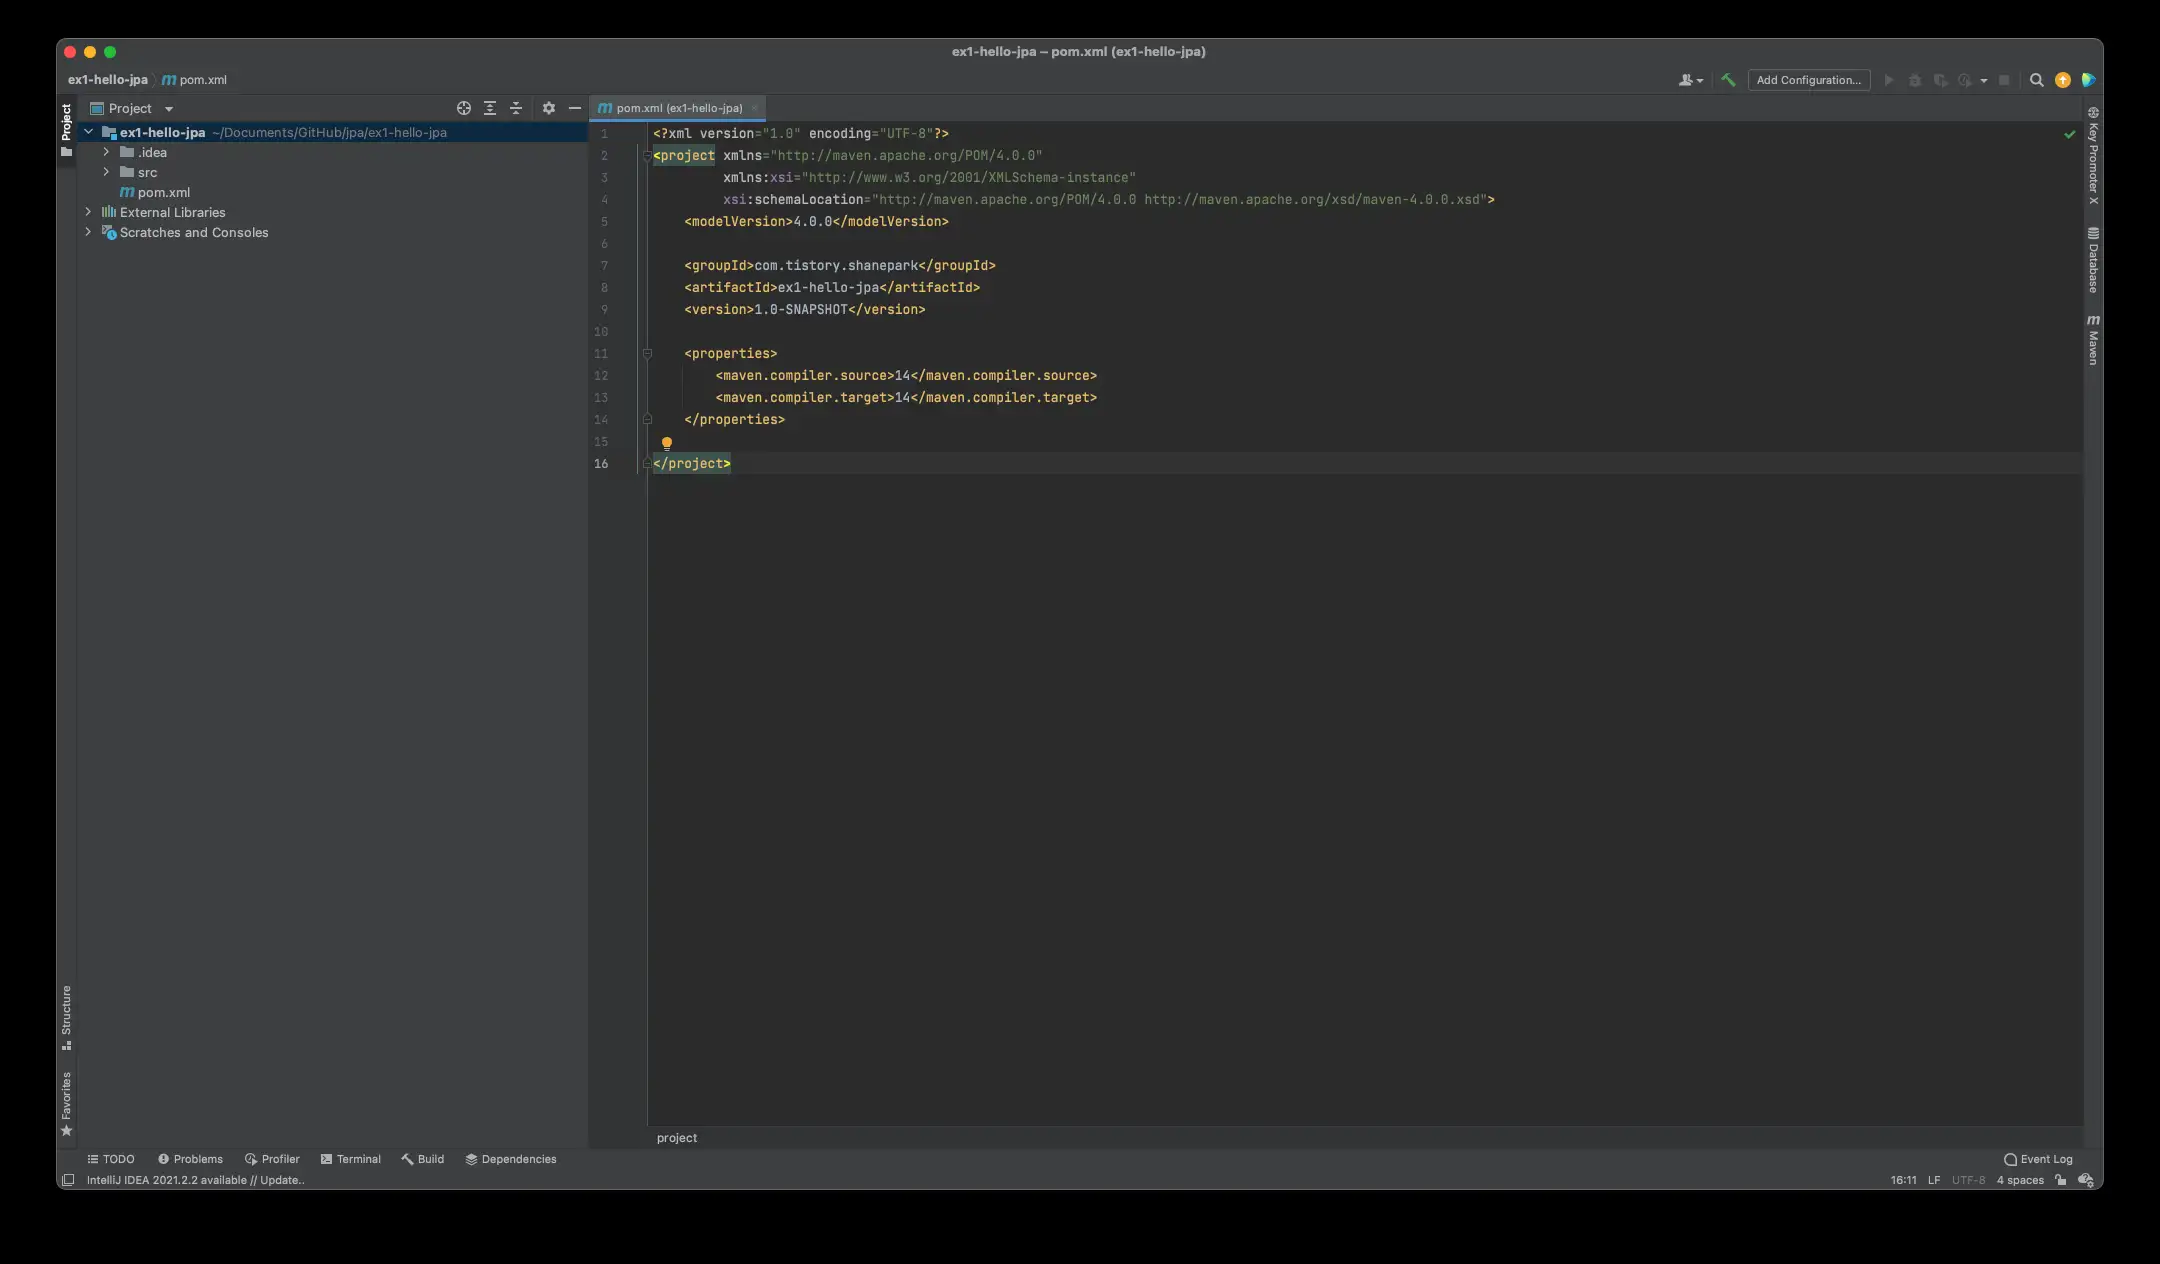 ex1-hello-jpa – pom.xml (ex1-hello-jpa)
ex1-hello-jpa
pom.xml
Add Configuration...
Project
Project
pom.xml (ex1-hello-jpa)
ex1-hello-jpa ~/Documents/GitHub/jpa/ex1-hello-jpa
.idea
src
pom.xml
External Libraries
Scratches and Consoles
1 <?xml version="1.0" encoding="UTF-8"?>
2 <project xmlns="http://maven.apache.org/POM/4.0.0"
3          xmlns:xsi="http://www.w3.org/2001/XMLSchema-instance"
4          xsi:schemaLocation="http://maven.apache.org/POM/4.0.0 http://maven.apache.org/xsd/maven-4.0.0.xsd">
5     <modelVersion>4.0.0</modelVersion>
6
7     <groupId>com.tistory.shanepark</groupId>
8     <artifactId>ex1-hello-jpa</artifactId>
9     <version>1.0-SNAPSHOT</version>
10
11     <properties>
12         <maven.compiler.source>14</maven.compiler.source>
13         <maven.compiler.target>14</maven.compiler.target>
14     </properties>
15
16 </project>
Key Promoter X
Database
Maven
Structure
Favorites
project
TODO
Problems
Profiler
Terminal
Build
Dependencies
Event Log
IntelliJ IDEA 2021.2.2 available // Update..
16:11 LF UTF-8 4 spaces